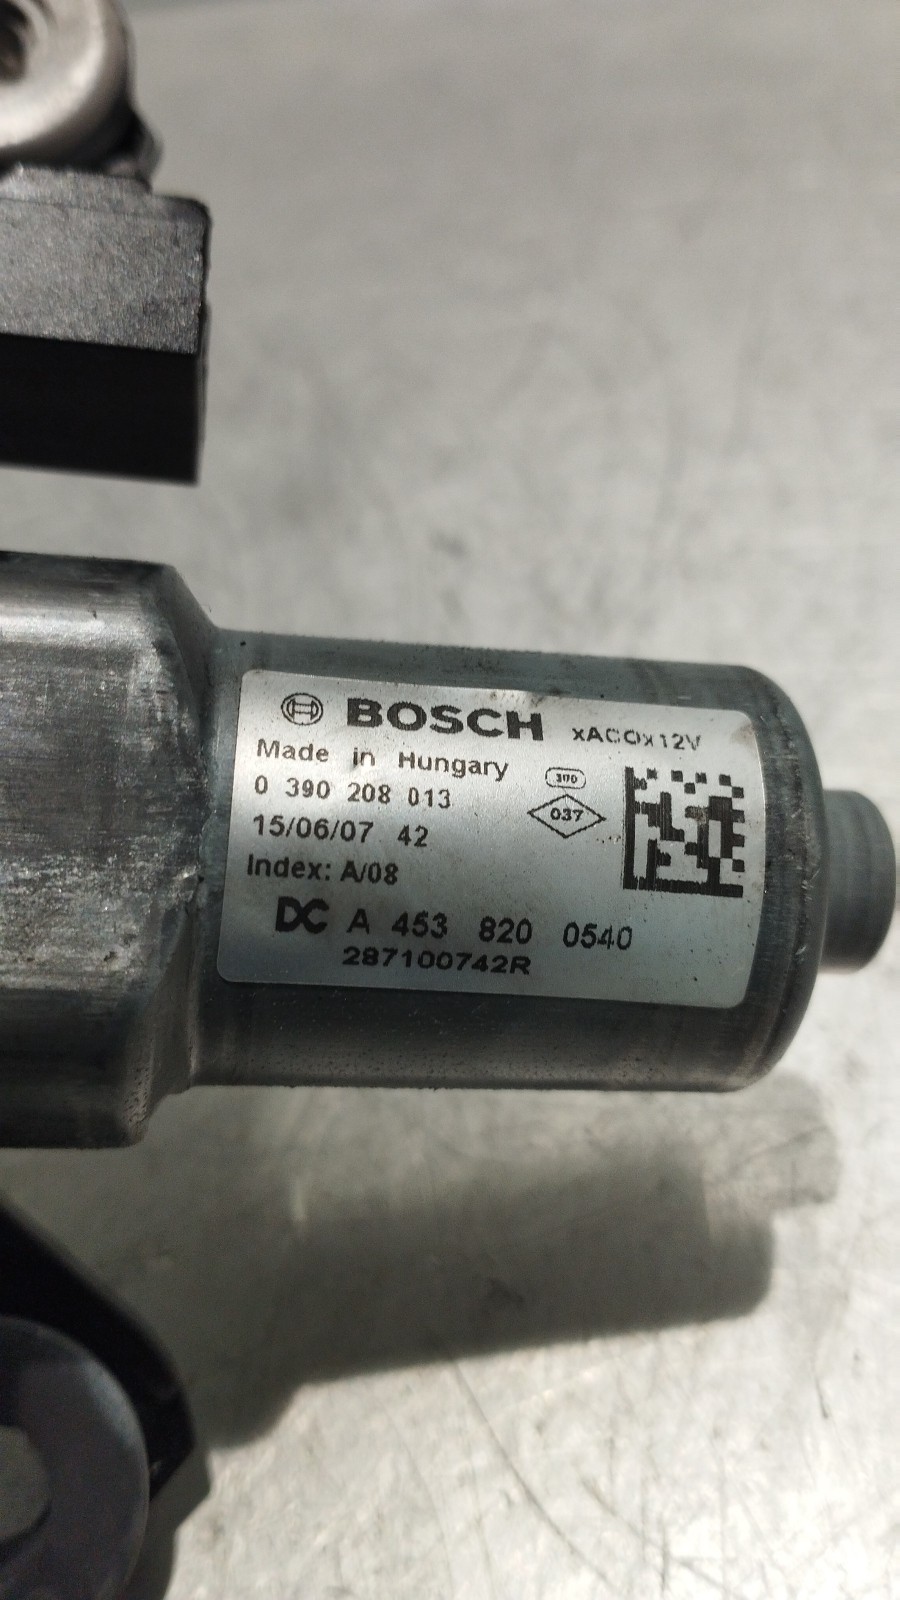 BOSCH xACOx12V
Made in Hungary
0 390 208 013
037
15/06/07 42
Index: A/08
DC A 453 820 0540
287100742R